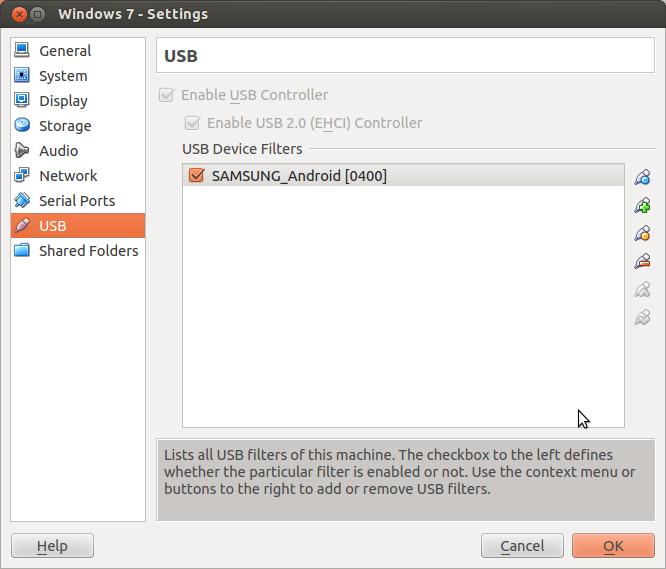 Windows 7 - Settings
General
System
Display
Storage
Audio
Network
Serial Ports
USB
Shared Folders
USB
Enable USB Controller
Enable USB 2.0 (EHCI) Controller
USB Device Filters
SAMSUNG_Android [0400]
Lists all USB filters of this machine. The checkbox to the left defines
whether the particular filter is enabled or not. Use the context menu or
buttons to the right to add or remove USB filters.
Help
Cancel
OK